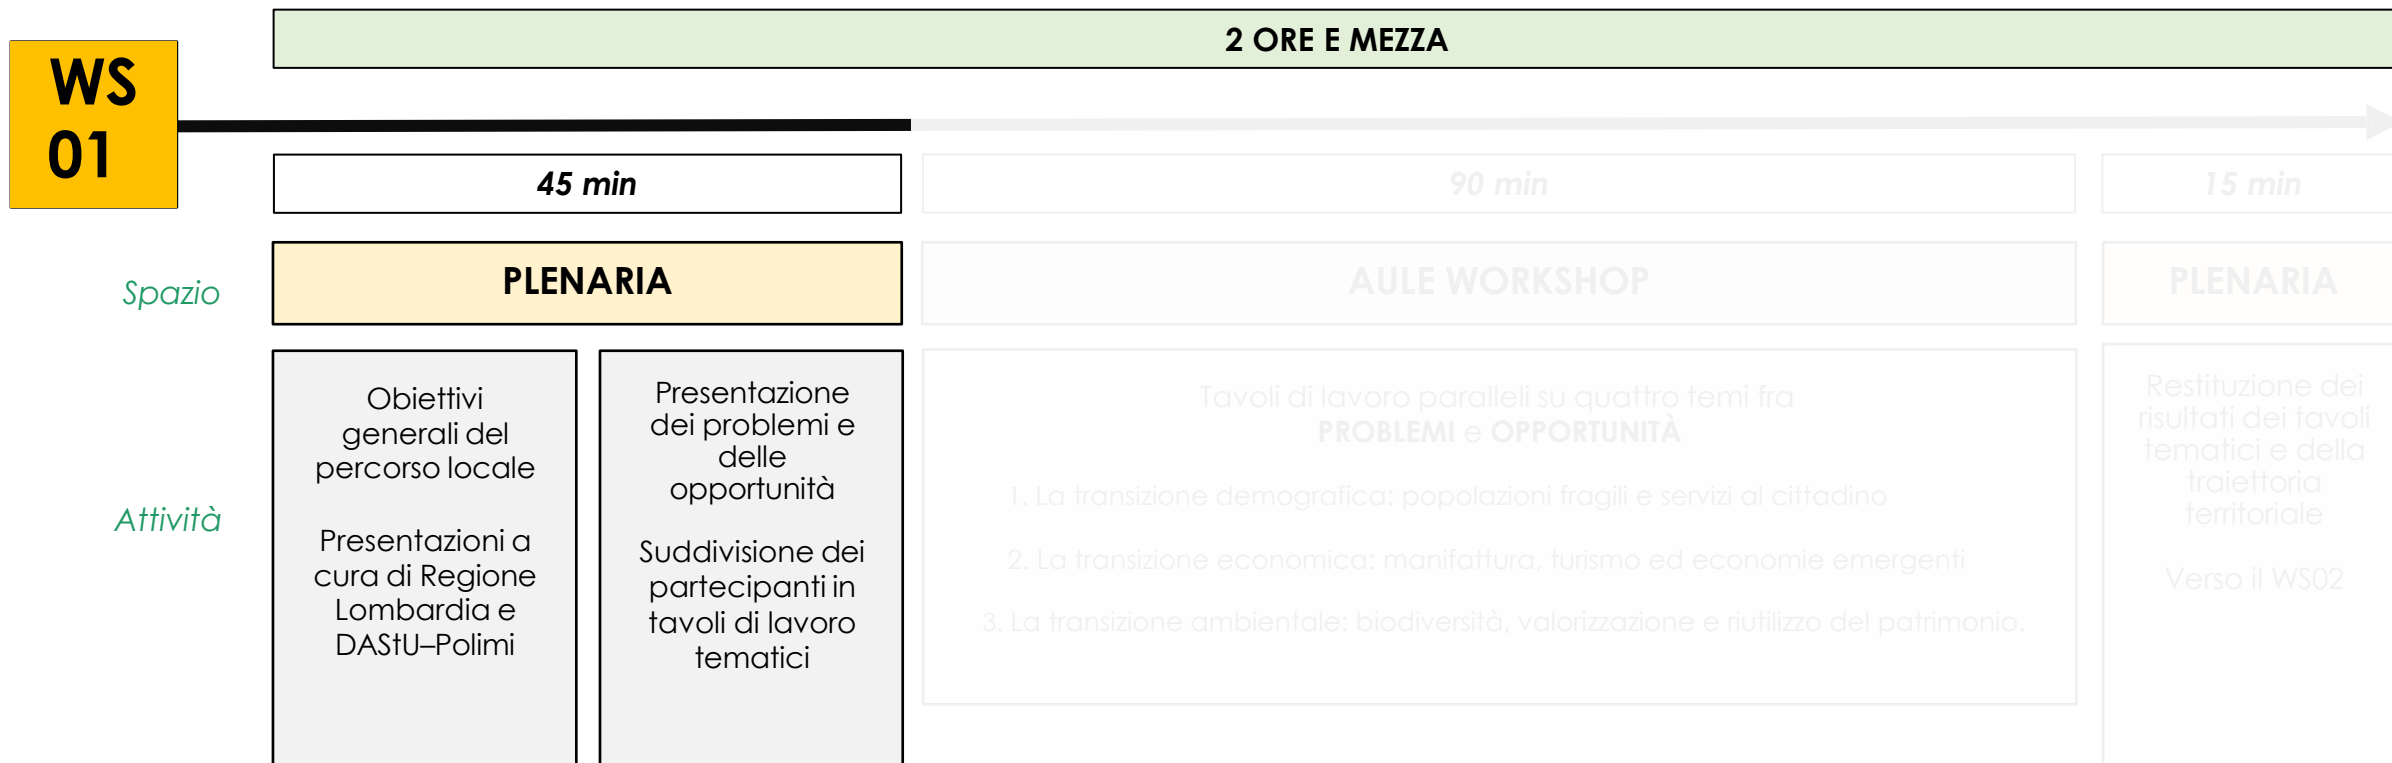 2 ORE E MEZZA
WS
01
45 min
90 min
15 min
Spazio
PLENARIA
AULE WORKSHOP
PLENARIA
Attività
Obiettivi
generali del
percorso locale
Presentazioni a
cura di Regione
Lombardia e
DAStU–Polimi
Presentazione
dei problemi e
delle
opportunità
Suddivisione dei
partecipanti in
tavoli di lavoro
tematici
Tavoli di lavoro paralleli su quattro temi fra
PROBLEMI e OPPORTUNITÀ
1. La transizione demografica: popolazioni fragili e servizi al cittadino
2. La transizione economica: manifattura, turismo ed economie emergenti
3. La transizione ambientale: biodiversità, valorizzazione e riutilizzo del patrimonio.
Restituzione dei
risultati dei tavoli
tematici e della
traiettoria
territoriale
Verso il WS02